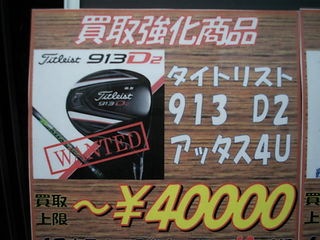 買取強化商品
Titleist 913D2
Titleist
913D2
WANTED
タイトリスト
913 D2
アッタス4U
買取
上限
～¥40000